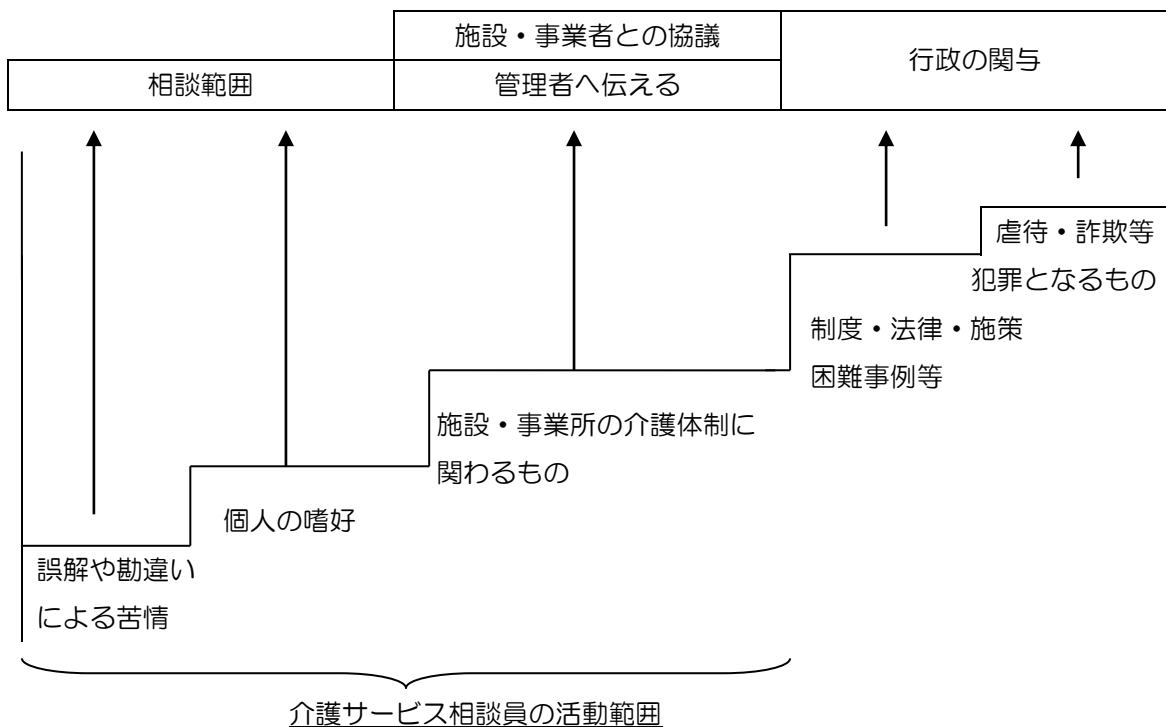 施設・事業者との協議
行政の関与
相談範囲
管理者へ伝える
虐待・詐欺等
犯罪となるもの
制度・法律・施策
困難事例等
施設・事業所の介護体制に
関わるもの
個人の嗜好
誤解や勘違い
による苦情
介護サービス相談員の活動範囲